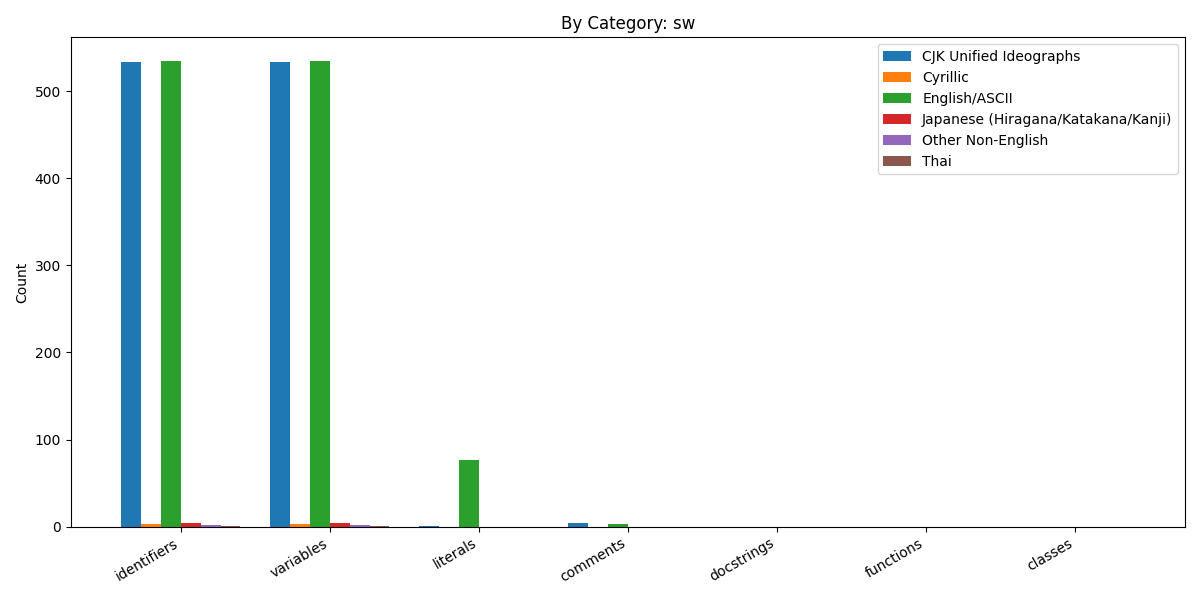 By Category: sw
CJK Unified Ideographs
Cyrillic
English/ASCII
Japanese (Hiragana/Katakana/Kanji)
Other Non-English
Thai
Count
500
400
300
200
100
0
identifiers
variables
literals
comments
docstrings
functions
classes